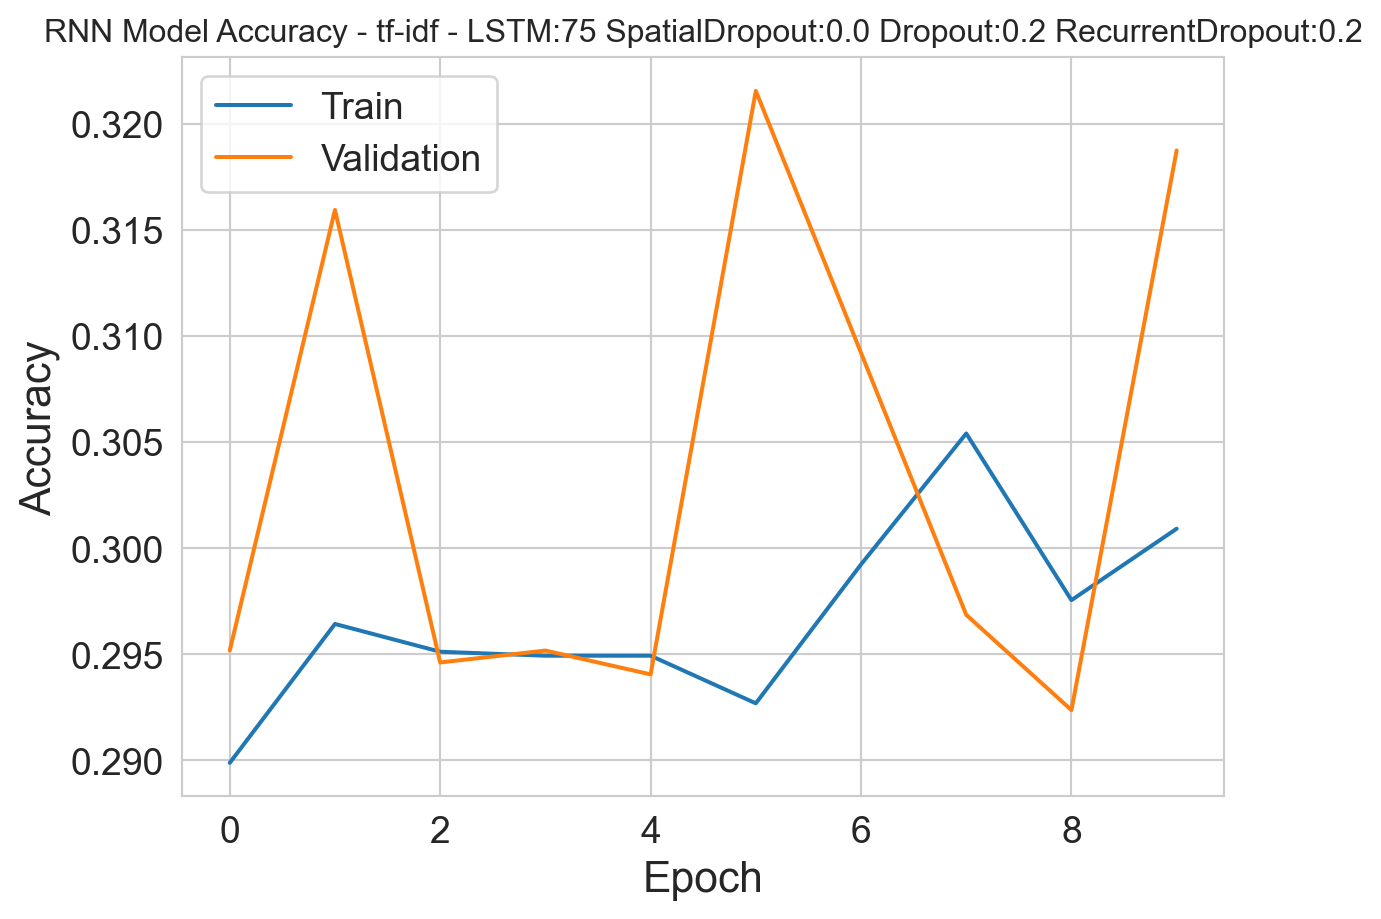 RNN Model Accuracy - tf-idf - LSTM:75 SpatialDropout:0.0 Dropout:0.2 RecurrentDropout:0.2
Train
Validation
0.320
0.315
0.310
0.305
0.300
0.295
0.290
Accuracy
0 2 4 6 8
Epoch